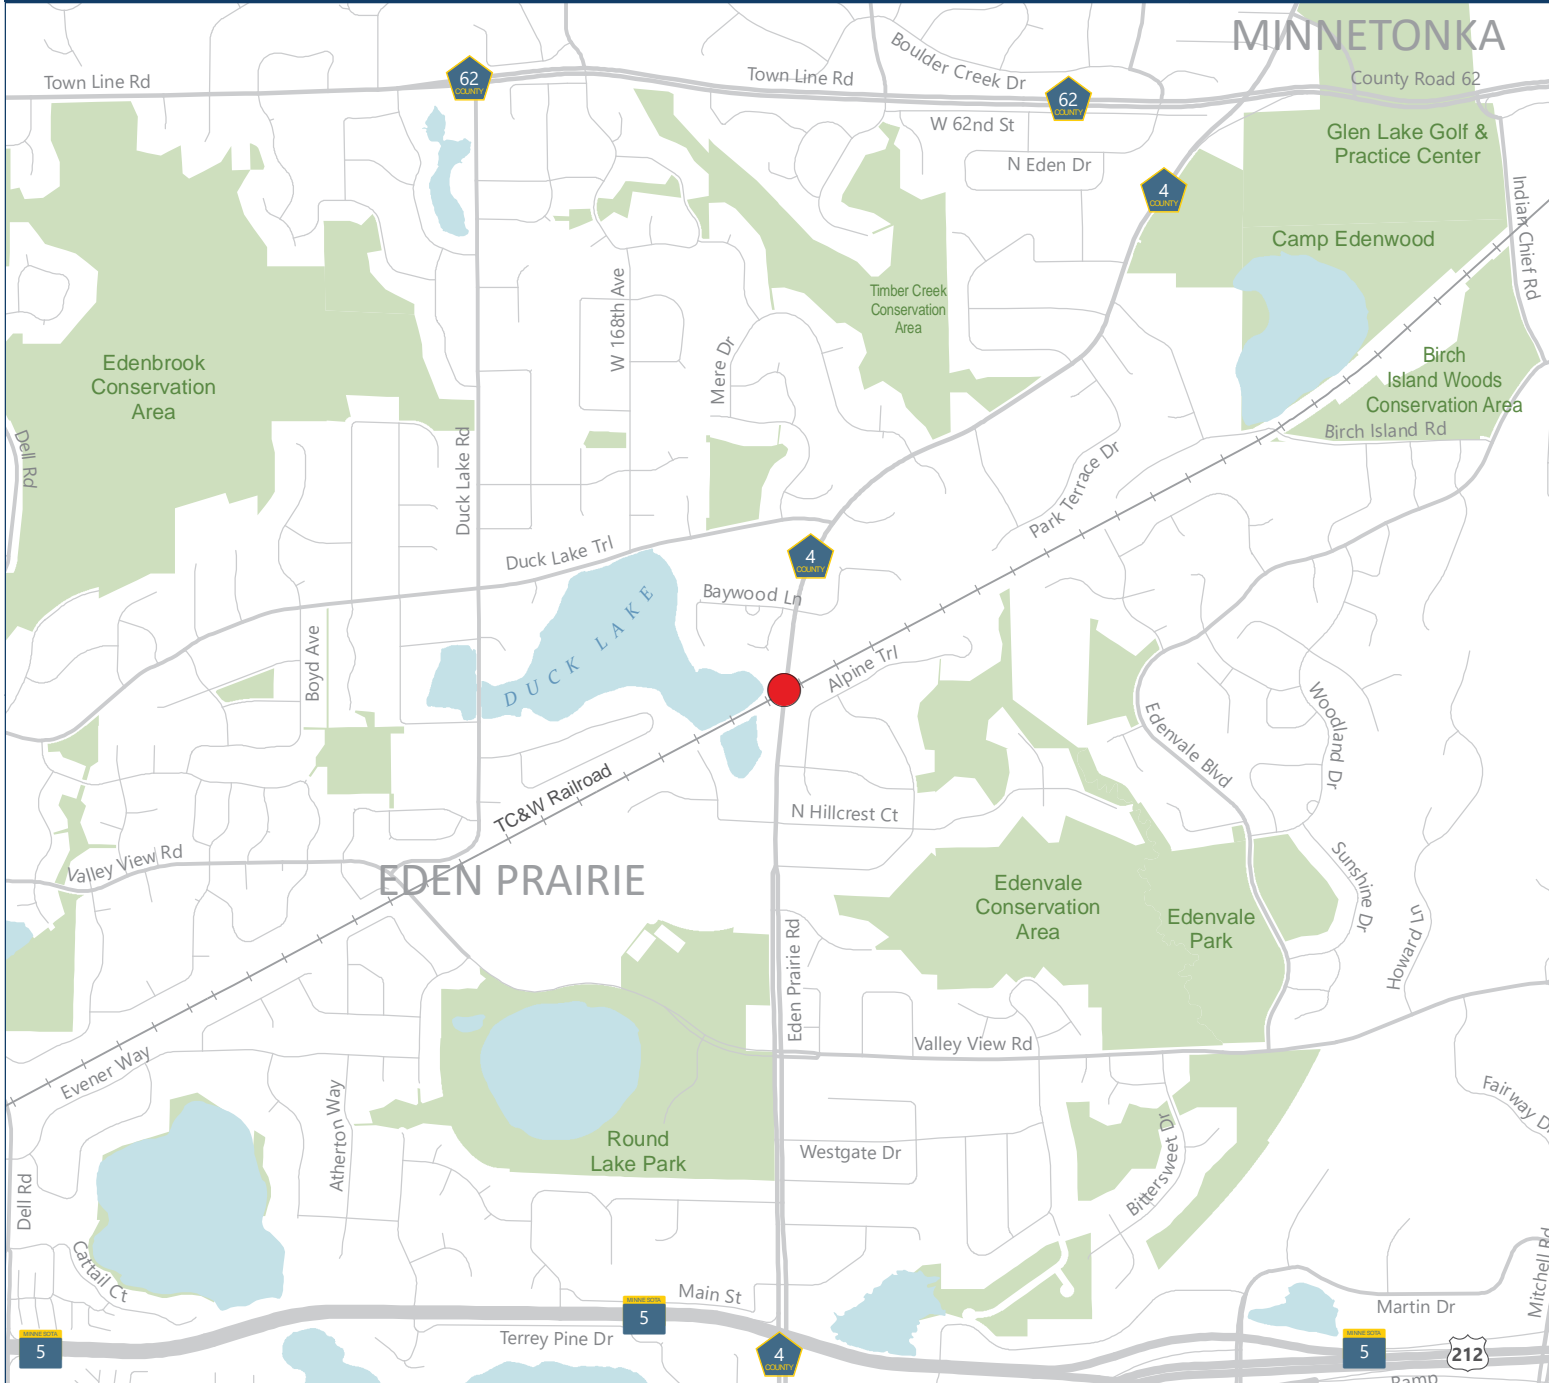 MINNETONKA
Town Line Rd
62
COUNTY
Town Line Rd
Boulder Creek Dr
62
COUNTY
County Road 62
W 62nd St
N Eden Dr
Glen Lake Golf &
Practice Center
4
COUNTY
Indian Chief Rd
Camp Edenwood
Timber Creek
Conservation
Area
W 168th Ave
Mere Dr
Edenbrook
Conservation
Area
Birch
Island Woods
Conservation Area
Birch Island Rd
Dell Rd
Duck Lake Rd
Park Terrace Dr
Duck Lake Trl
4
COUNTY
Baywood Ln
DUCK LAKE
Boyd Ave
Alpine Trl
Woodland Dr
Edenvale Blvd
TC&W Railroad
N Hillcrest Ct
Valley View Rd
EDEN PRAIRIE
Sunshine Dr
Edenvale
Conservation
Area
Edenvale
Park
Howard Ln
Eden Prairie Rd
Valley View Rd
Evener Way
Atherton Way
Fairway D
Round
Lake Park
Westgate Dr
Bittersweet Dr
Dell Rd
Cattail Ct
Mitchell Rd
Main St
MINNESOTA
5
Martin Dr
Terrey Pine Dr
MINNESOTA
5
4
COUNTY
MINNESOTA
5
212
Ramp